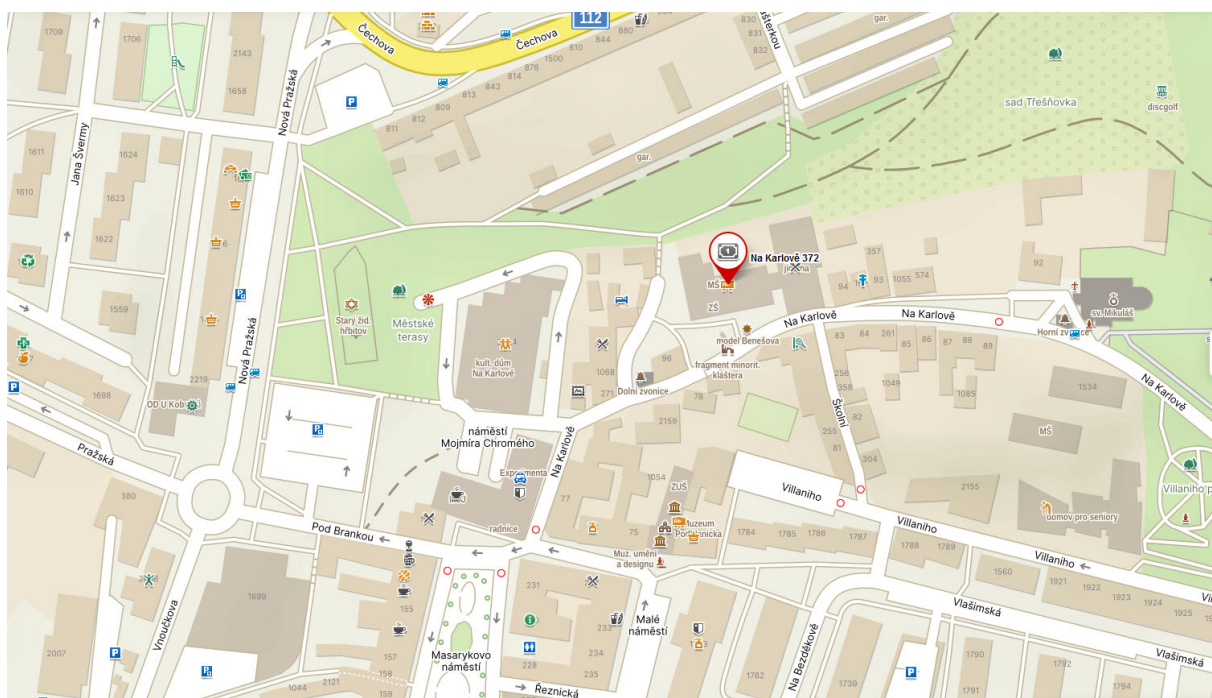 112
Čechova
Čechova
šterkou
gar.
1709
1706
2143
1658
1054
880
844
810
1500
878
814
843
813
809
812
811
830
831
832
sad Třešňovka
discgolf
Nová Pražská
Jana Švermy
1611
1610
1624
1623
1622
1559
gar.
Na Karlově 372
MŠ
ZŠ
357
94
93
1055
574
92
sv. Mikuláš
Horní zvonice
Starý žid.
hřbitov
Městské
terasy
kult. dům
Na Karlově
1068
271
96
Dolní zvonice
78
model Benešova
fragment minorit.
kláštera
Na Karlově
Na Karlově
Na Karlově
83
84
261
85
86
87
88
89
256
358
1049
1085
82
255
81
304
Školní
1534
MŠ
Nová Pražská
2219
1698
OD U Kob
Pražská
náměstí
Mojmíra Chromého
Na Karlově
2159
1054
ZUŠ
77
75
Muzeum
Podblanicka
Muz. umění
a designu
radnice
Villaniho
Villaniho
Villaniho
1784
1785
1786
1787
1788
1789
2155
domov pro seniory
Villaniho p
380
Pod Brankou
1699
155
157
158
159
231
233
234
235
228
Malé
náměstí
Masarykovo
náměstí
Řeznická
Vnoučkova
2007
1044
2121
Na Bezděkově
1782
1739
Vlašimská
Vlašimská
1560
1921
1922
1923
1924
1925
1790
1791
1792
1794